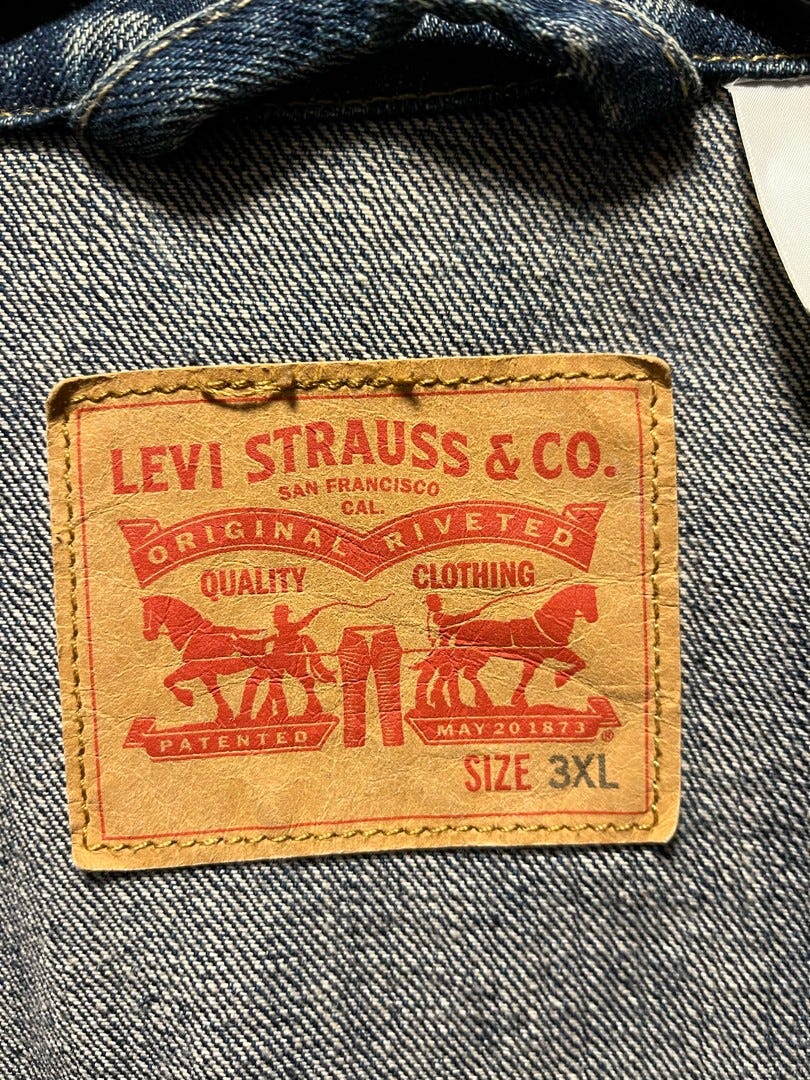 LEVI STRAUSS & CO.
SAN FRANCISCO
CAL.
ORIGINAL RIVETED
QUALITY CLOTHING
PATENTED MAY 20 1873 ®
SIZE 3XL